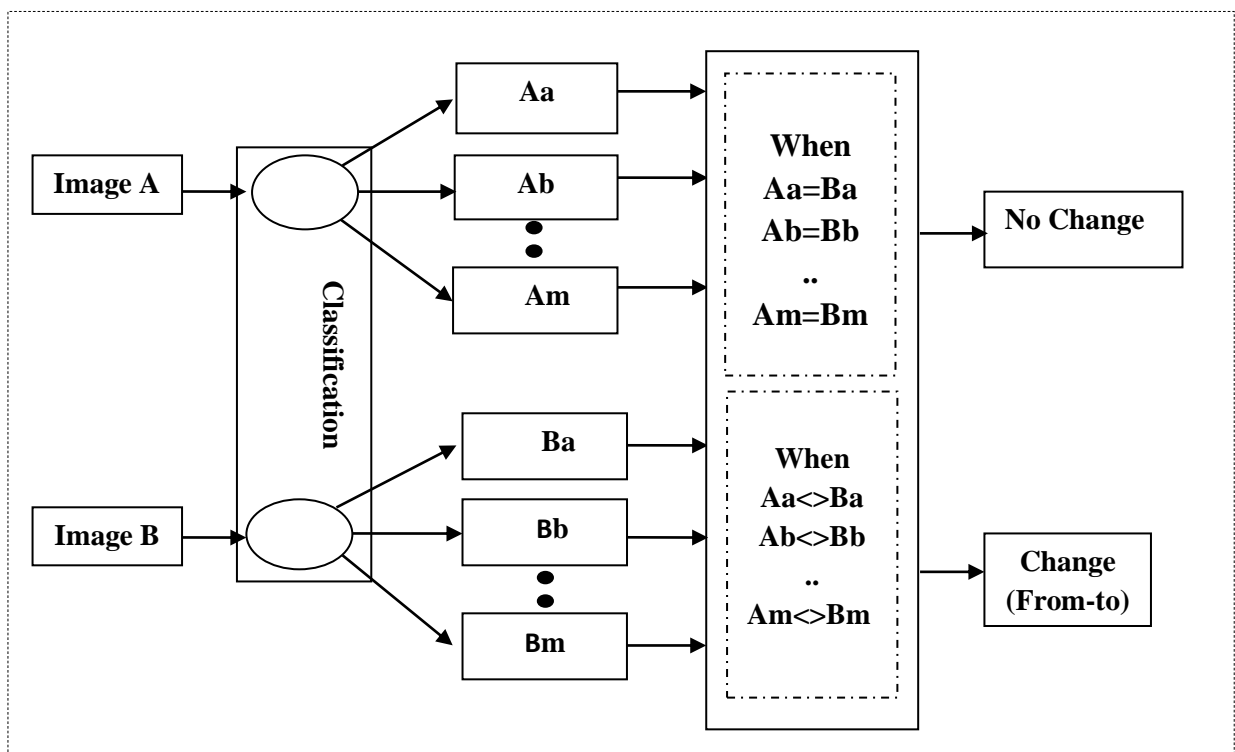 Image A
Classification
Aa
Ab
Am
When
Aa=Ba
Ab=Bb
..
Am=Bm
No Change
Image B
Ba
Bb
Bm
When
Aa<>Ba
Ab<>Bb
..
Am<>Bm
Change
(From-to)